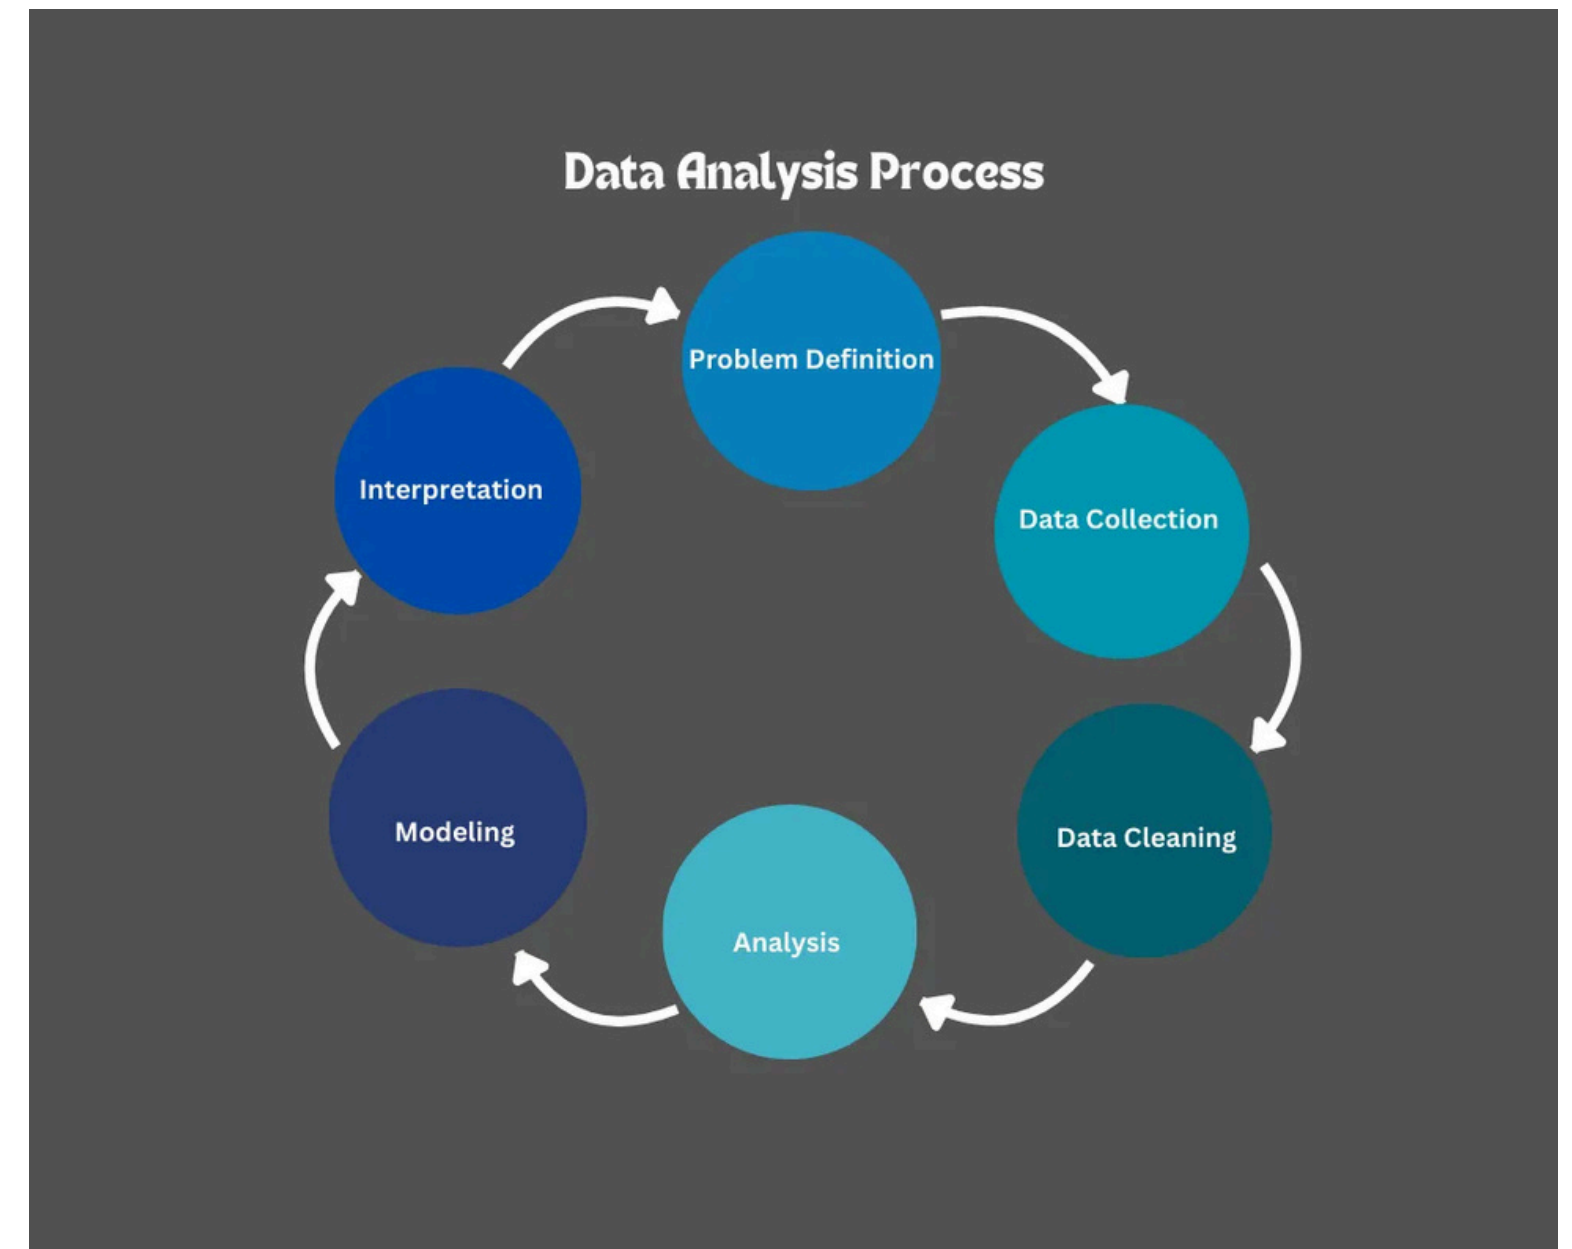 Data Analysis Process
Problem Definition
Data Collection
Data Cleaning
Analysis
Modeling
Interpretation